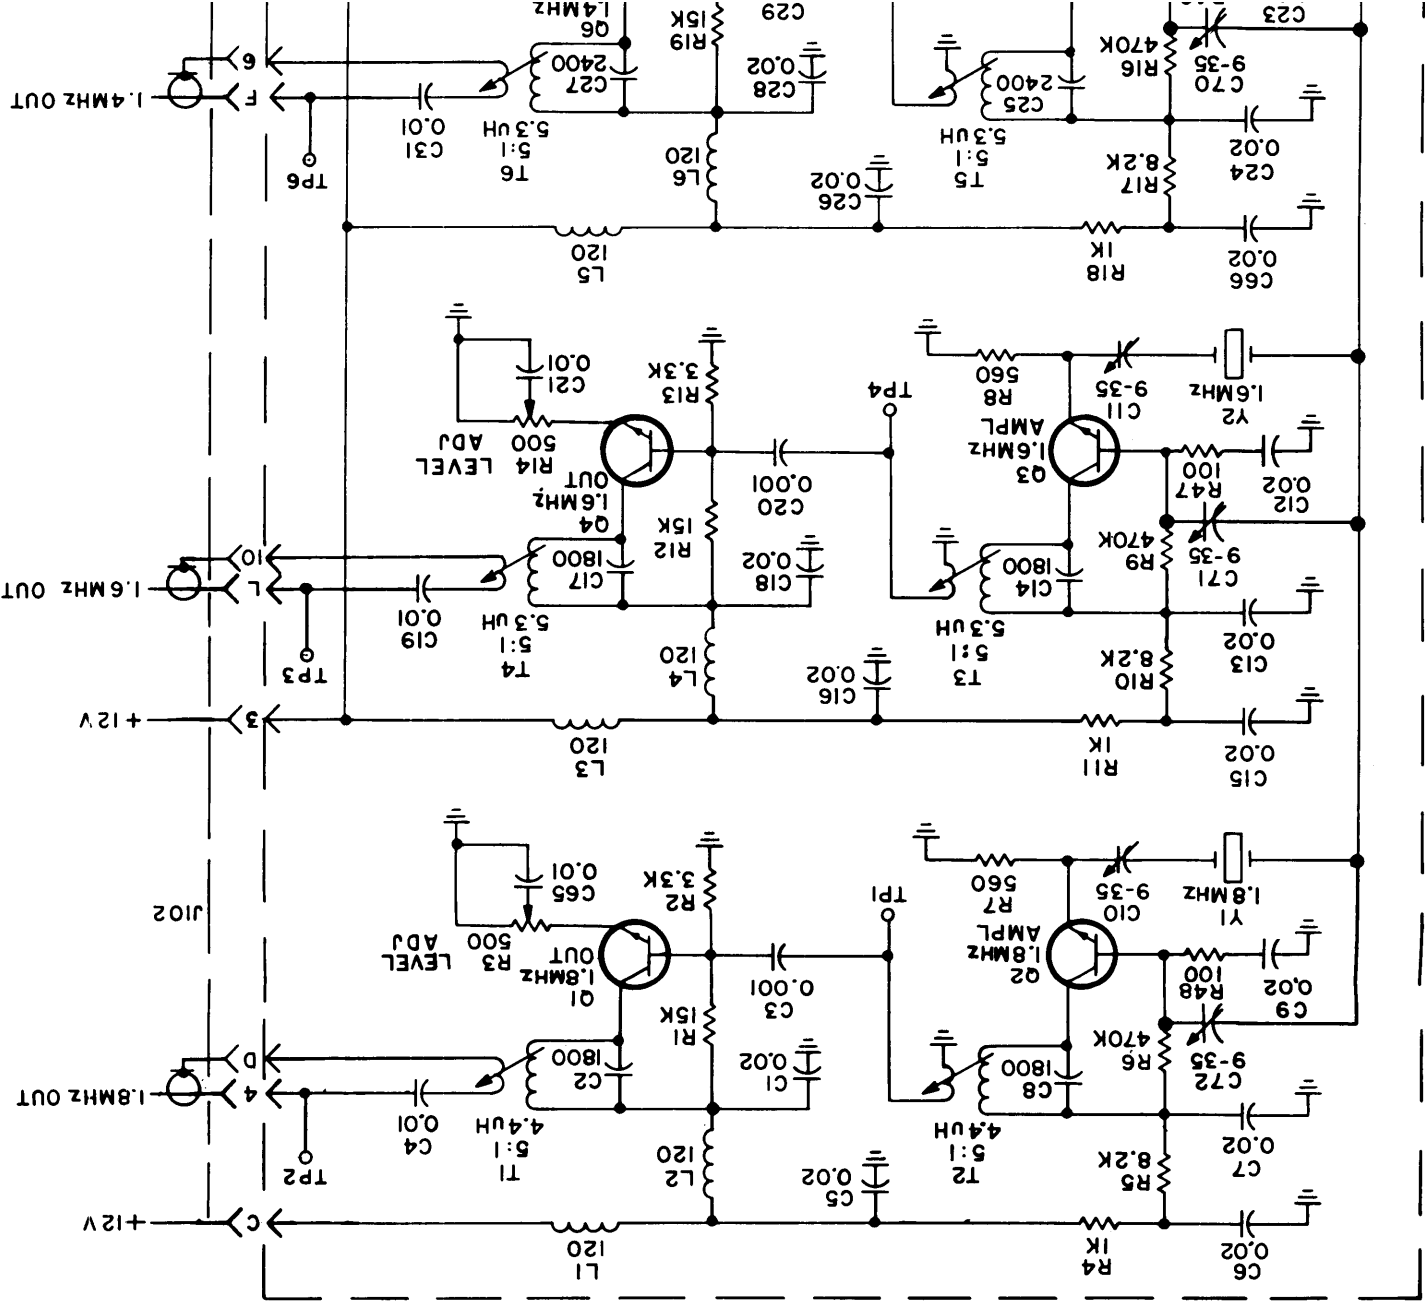 C6
0.02
R4
1K
L1
120
C
+12V
R5
8.2K
C5
0.02
L2
120
TP2
C7
0.02
T2
5:1
4.4uH
T1
5:1
4.4uH
C4
0.01
4
1.8MHz OUT
D
C72
9-35
R6
470K
C8
1800
C1
0.02
C2
1800
R1
15K
C9
0.02
R48
100
Q2
1.8MHz
AMPL
C3
0.001
Q1
1.8MHz
OUT
R3
500
LEVEL
ADJ
J102
Y1
1.8MHz
C10
9-35
R7
560
TP1
R2
3.3K
C65
0.01
C15
0.02
R11
1K
L3
120
3
+12V
R10
8.2K
C16
0.02
L4
120
TP3
C13
0.02
T3
5:1
5.3uH
T4
5:1
5.3uH
C19
0.01
L
1.6MHz OUT
10
C71
9-35
R9
470K
C14
1800
C18
0.02
C17
1800
R12
15K
C12
0.02
R47
100
Q3
1.6MHz
AMPL
C20
0.001
Q4
1.6MHz
OUT
R14
500
LEVEL
ADJ
Y2
1.6MHz
C11
9-35
R8
560
TP4
R13
3.3K
C21
0.01
C66
0.02
R18
1K
L5
120
R17
8.2K
C26
0.02
L6
120
TP6
C24
0.02
T5
5:1
5.3uH
T6
5:1
5.3uH
C31
0.01
F
1.4MHz OUT
6
C70
9-35
R16
470K
C25
2400
C28
0.02
C27
2400
R19
15K
C23
C29
Q6
1.4MHz